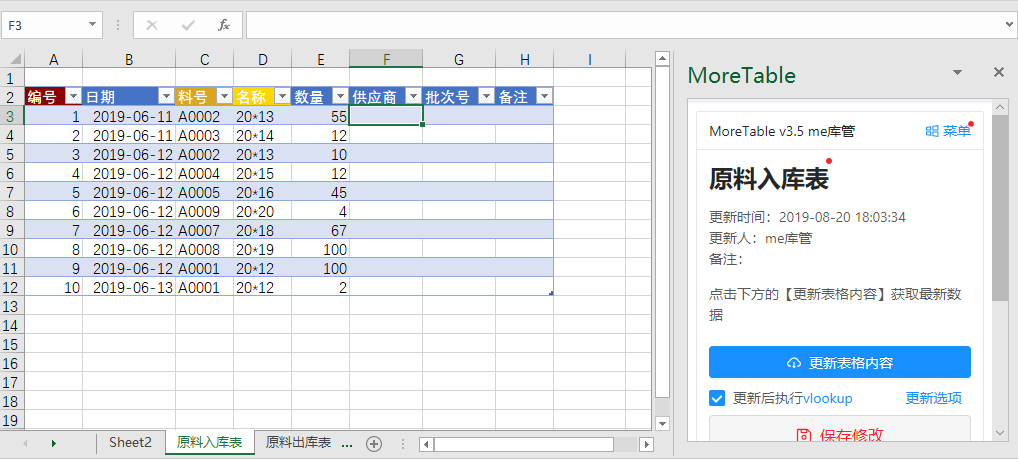 F3 fx
A B C D E F G H I
1
2 编号 日期 料号 名称 数量 供应商 批次号 备注
3 1 2019-06-11 A0002 20*13 55
4 2 2019-06-11 A0003 20*14 12
5 3 2019-06-12 A0002 20*13 10
6 4 2019-06-12 A0004 20*15 12
7 5 2019-06-12 A0005 20*16 45
8 6 2019-06-12 A0009 20*20 4
9 7 2019-06-12 A0007 20*18 67
10 8 2019-06-12 A0008 20*19 100
11 9 2019-06-12 A0001 20*12 100
12 10 2019-06-13 A0001 20*12 2
13
14
15
16
17
18
19
Sheet2 原料入库表 原料出库表 ...
MoreTable
MoreTable v3.5 me库管 菜单
原料入库表
更新时间：2019-08-20 18:03:34
更新人：me库管
备注：
点击下方的【更新表格内容】获取最新数
据
更新表格内容
更新后执行vlookup 更新选项
保存修改